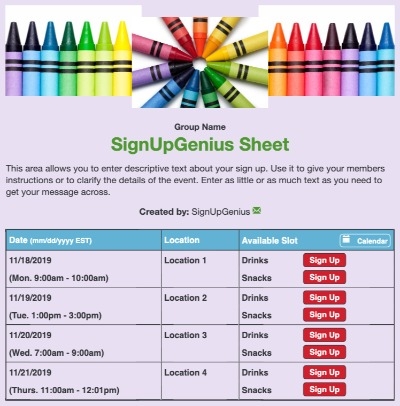 Group Name
SignUpGenius Sheet
This area allows you to enter descriptive text about your sign up. Use it to give your members
instructions or to clarify the details of the event. Enter as little or as much text as you need to
get your message across.
Created by: SignUpGenius
Date (mm/dd/yyyy EST) Location Available Slot Calendar
11/18/2019 Location 1 Drinks Sign Up
(Mon. 9:00am - 10:00am) Snacks Sign Up
11/19/2019 Location 2 Drinks Sign Up
(Tue. 1:00pm - 3:00pm) Snacks Sign Up
11/20/2019 Location 3 Drinks Sign Up
(Wed. 7:00am - 9:00am) Snacks Sign Up
11/21/2019 Location 4 Drinks Sign Up
(Thurs. 11:00am - 12:01pm) Snacks Sign Up